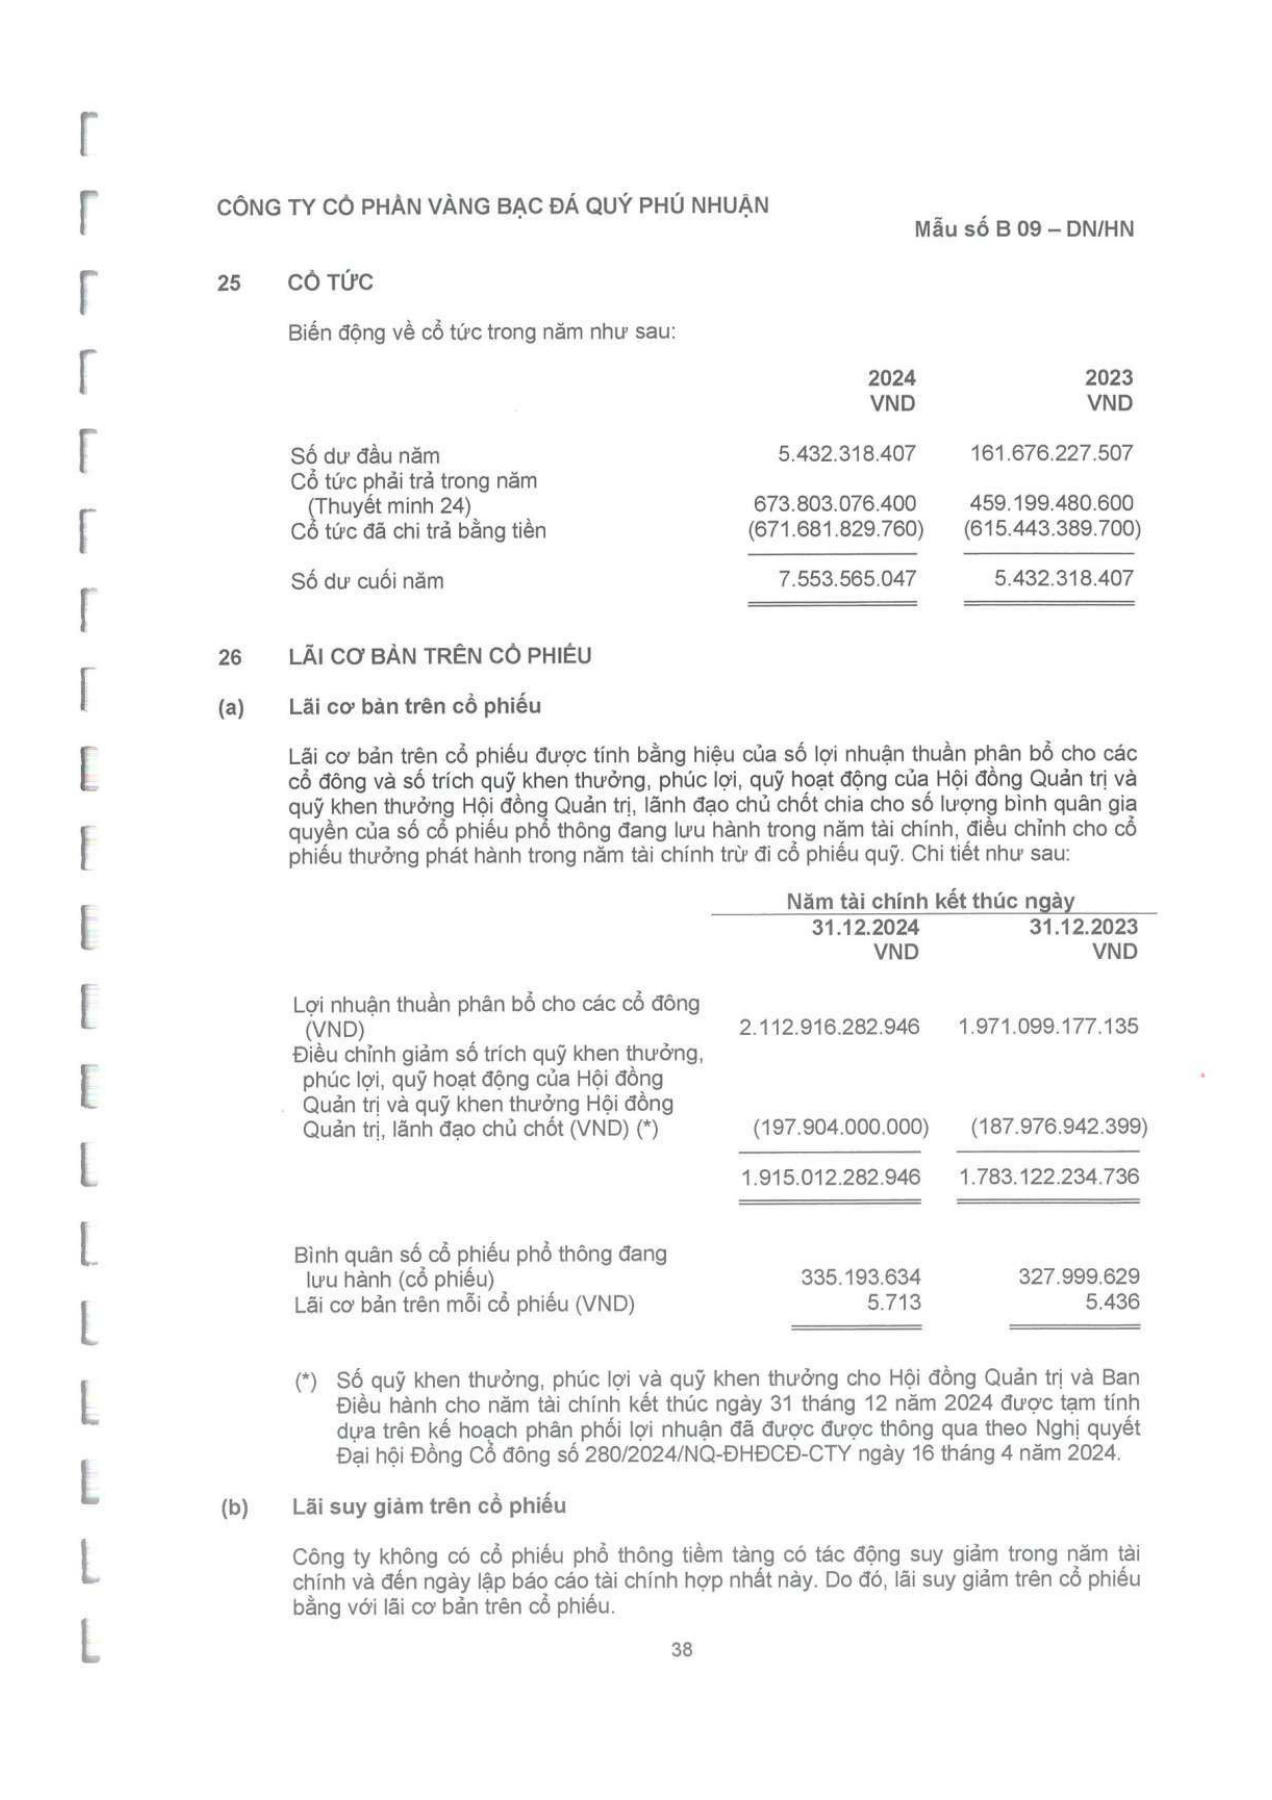 CÔNG TY CỔ PHẦN VÀNG BẠC ĐÁ QUÝ PHÚ NHUẬN
Mẫu số B 09 – DN/HN
25 CỔ TỨC
Biến động về cổ tức trong năm như sau:
2024 2023
VND VND
Số dư đầu năm 5.432.318.407 161.676.227.507
Cổ tức phải trả trong năm
(Thuyết minh 24) 673.803.076.400 459.199.480.600
Cổ tức đã chi trả bằng tiền (671.681.829.760) (615.443.389.700)
Số dư cuối năm 7.553.565.047 5.432.318.407
26 LÃI CƠ BẢN TRÊN CỔ PHIẾU
(a) Lãi cơ bản trên cổ phiếu
Lãi cơ bản trên cổ phiếu được tính bằng hiệu của số lợi nhuận thuần phân bổ cho các
cổ đông và số trích quỹ khen thưởng, phúc lợi, quỹ hoạt động của Hội đồng Quản trị và
quỹ khen thưởng Hội đồng Quản trị, lãnh đạo chủ chốt chia cho số lượng bình quân gia
quyền của số cổ phiếu phổ thông đang lưu hành trong năm tài chính, điều chỉnh cho cổ
phiếu thưởng phát hành trong năm tài chính trừ đi cổ phiếu quỹ. Chi tiết như sau:
Năm tài chính kết thúc ngày
31.12.2024 31.12.2023
VND VND
Lợi nhuận thuần phân bổ cho các cổ đông
(VND) 2.112.916.282.946 1.971.099.177.135
Điều chỉnh giảm số trích quỹ khen thưởng,
phúc lợi, quỹ hoạt động của Hội đồng
Quản trị và quỹ khen thưởng Hội đồng
Quản trị, lãnh đạo chủ chốt (VND) (*) (197.904.000.000) (187.976.942.399)
1.915.012.282.946 1.783.122.234.736
Bình quân số cổ phiếu phổ thông đang
lưu hành (cổ phiếu) 335.193.634 327.999.629
Lãi cơ bản trên mỗi cổ phiếu (VND) 5.713 5.436
(*) Số quỹ khen thưởng, phúc lợi và quỹ khen thưởng cho Hội đồng Quản trị và Ban
Điều hành cho năm tài chính kết thúc ngày 31 tháng 12 năm 2024 được tạm tính
dựa trên kế hoạch phân phối lợi nhuận đã được được thông qua theo Nghị quyết
Đại hội Đồng Cổ đông số 280/2024/NQ-ĐHĐCĐ-CTY ngày 16 tháng 4 năm 2024.
(b) Lãi suy giảm trên cổ phiếu
Công ty không có cổ phiếu phổ thông tiềm tàng có tác động suy giảm trong năm tài
chính và đến ngày lập báo cáo tài chính hợp nhất này. Do đó, lãi suy giảm trên cổ phiếu
bằng với lãi cơ bản trên cổ phiếu.
38